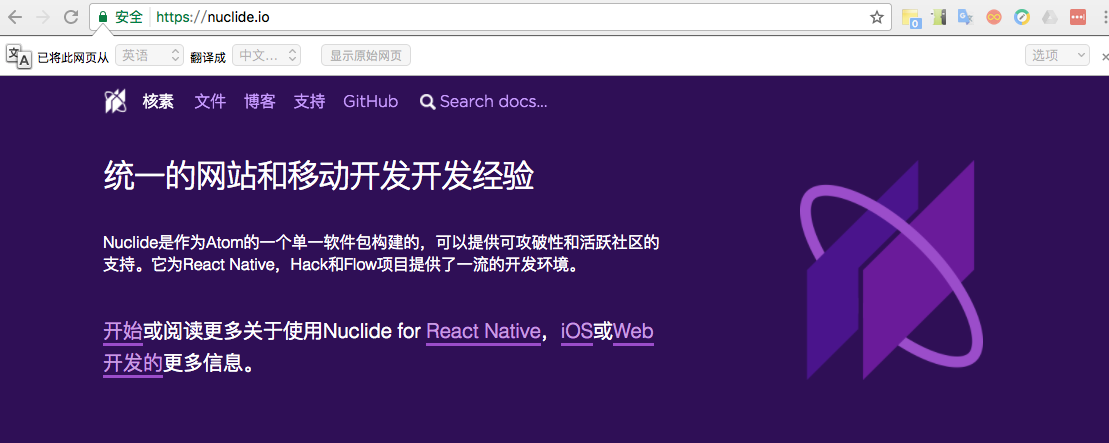 安全 https://nuclide.io
0
文A 已将此网页从 英语 翻译成 中文... 显示原始网页 选项
核素 文件 博客 支持 GitHub Search docs...
统一的网站和移动开发开发经验
Nuclide是作为Atom的一个单一软件包构建的，可以提供可攻破性和活跃社区的
支持。它为React Native，Hack和Flow项目提供了一流的开发环境。
开始或阅读更多关于使用Nuclide for React Native，iOS或Web
开发的更多信息。